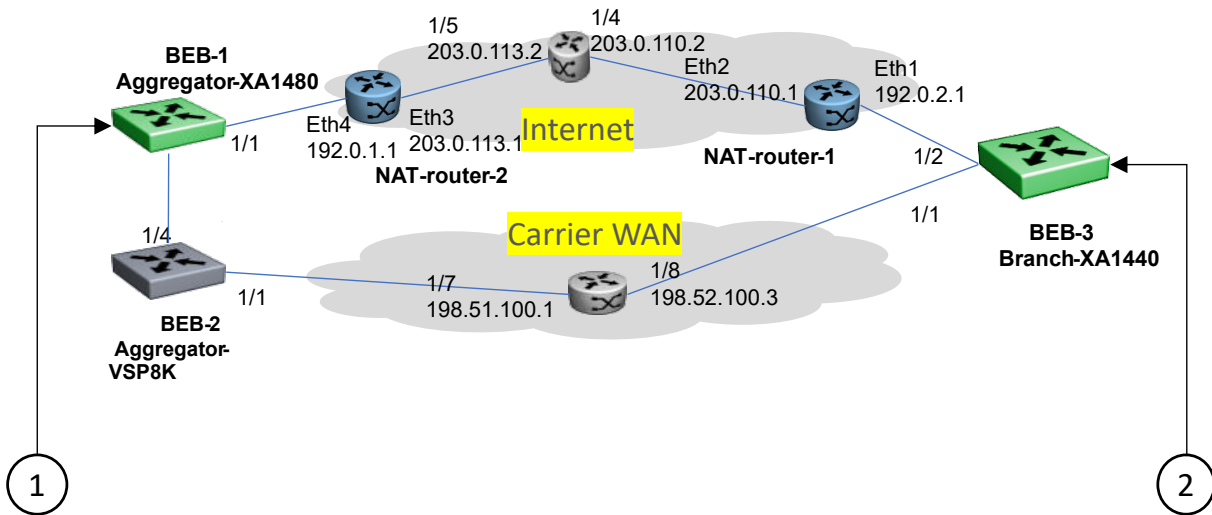 1/5
203.0.113.2
1/4
203.0.110.2
BEB-1
Aggregator-XA1480
Eth2
203.0.110.1
Eth1
192.0.2.1
1/1
Eth4
192.0.1.1
Eth3
203.0.113.1
Internet
NAT-router-2
NAT-router-1
1/2
1/1
BEB-3
Branch-XA1440
Carrier WAN
1/4
1/1
1/7
198.51.100.1
1/8
198.52.100.3
BEB-2
Aggregator-
VSP8K
1
2